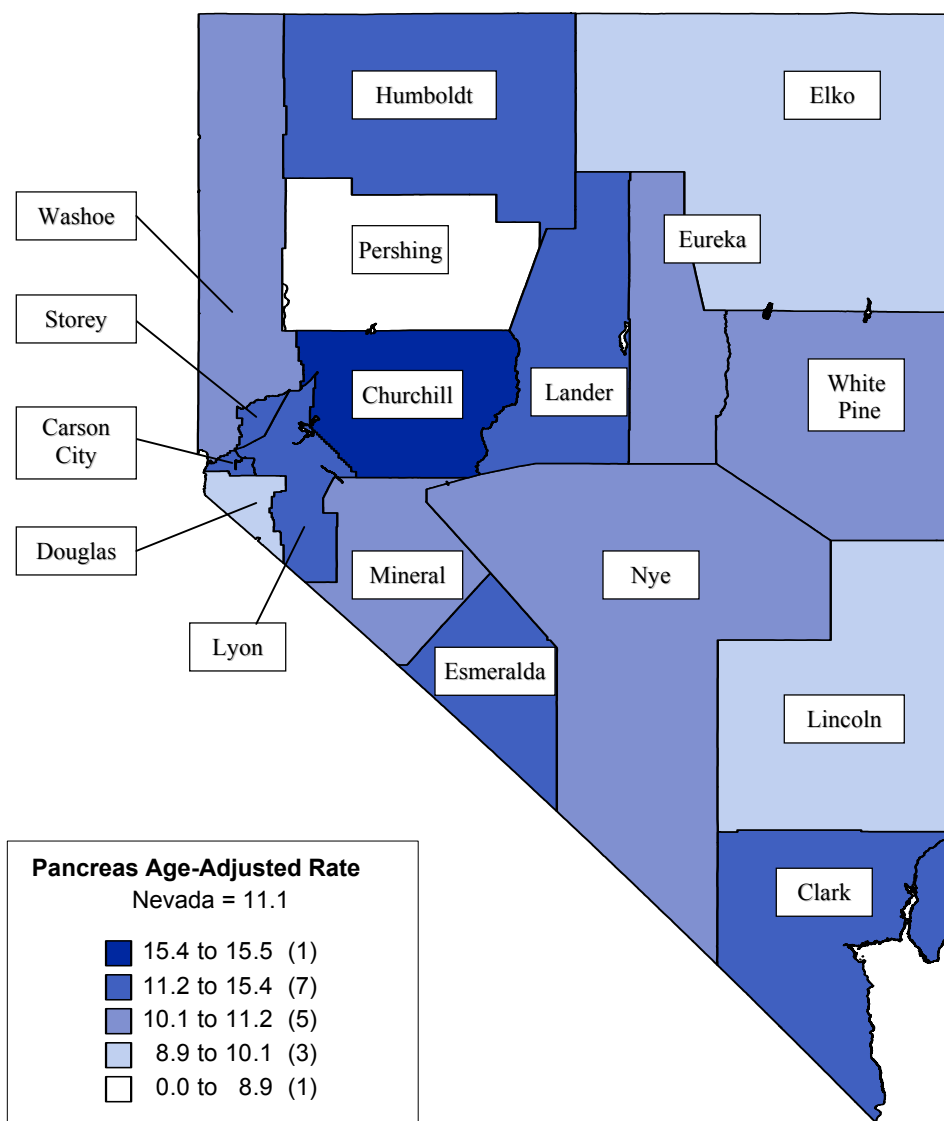 Humboldt
Elko
Washoe
Pershing
Eureka
Storey
Churchill
Lander
White
Pine
Carson
City
Douglas
Mineral
Nye
Lyon
Esmeralda
Lincoln
Clark
Pancreas Age-Adjusted Rate
Nevada = 11.1
15.4 to 15.5 (1)
11.2 to 15.4 (7)
10.1 to 11.2 (5)
8.9 to 10.1 (3)
0.0 to 8.9 (1)